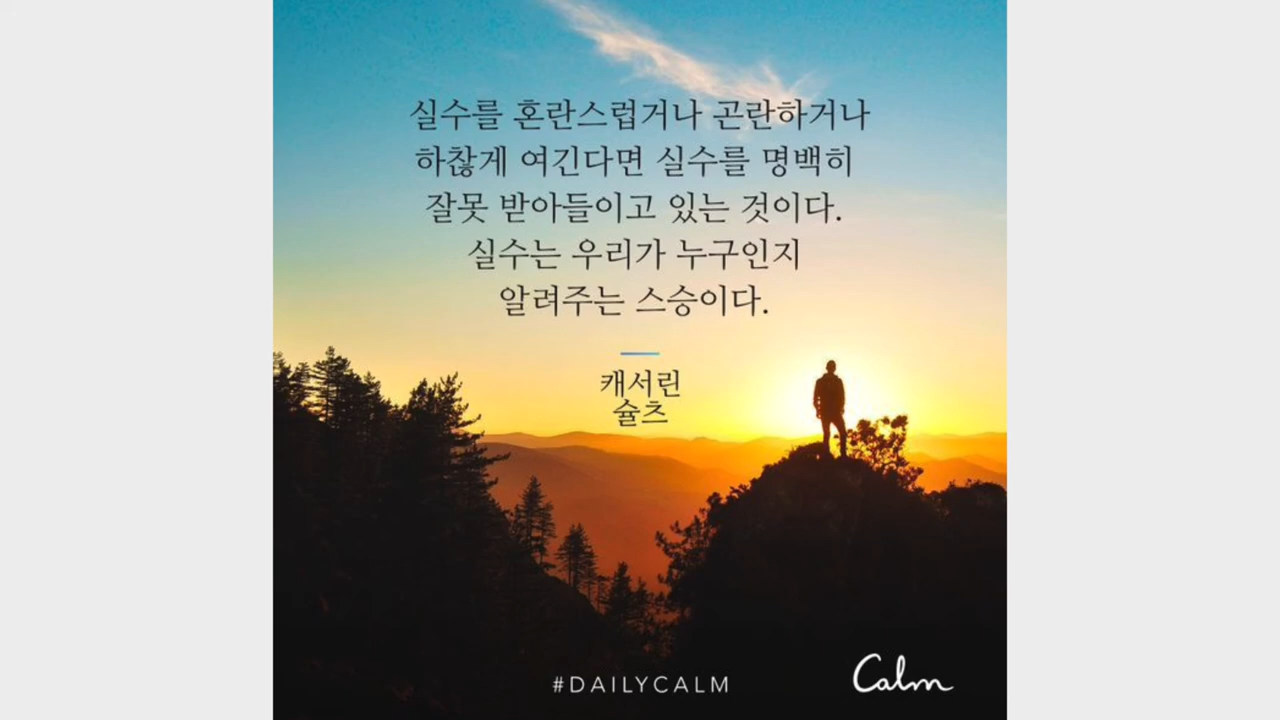 실수를 혼란스럽거나 곤란하거나
하찮게 여긴다면 실수를 명백히
잘못 받아들이고 있는 것이다.
실수는 우리가 누구인지
알려주는 스승이다.
캐서린
슐츠
#DAILYCALM
Calm